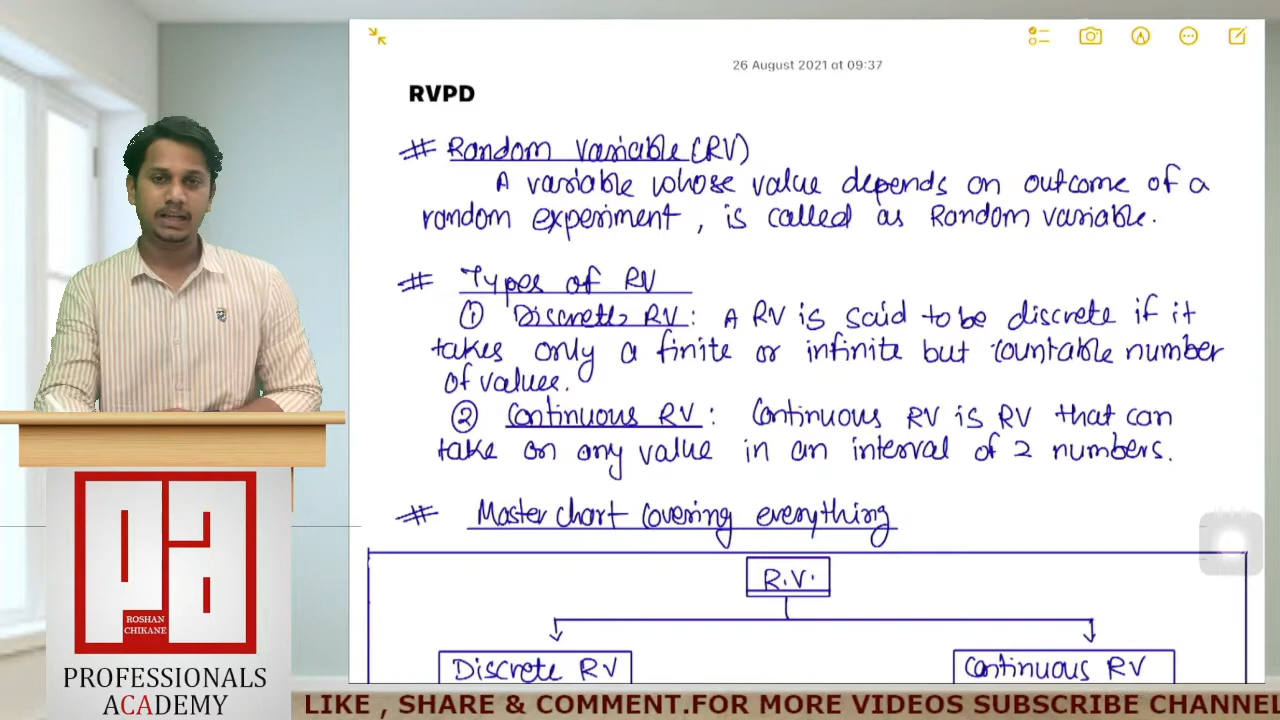 26 August 2021 at 09:37
RVPD
# Random Variable (RV)
A variable whose value depends on outcome of a
random experiment, is called as Random variable.
# Types of RV
① Discrete RV: A RV is said to be discrete if it
takes only a finite or infinite but countable number
of values.
② Continuous RV: Continuous RV is RV that can
take on any value in an interval of 2 numbers.
# Master chart covering everything
R.V.
Discrete RV
Continuous RV
PA
ROSHAN
CHIKANE
PROFESSIONALS
ACADEMY
LIKE , SHARE & COMMENT.FOR MORE VIDEOS SUBSCRIBE CHANNEL